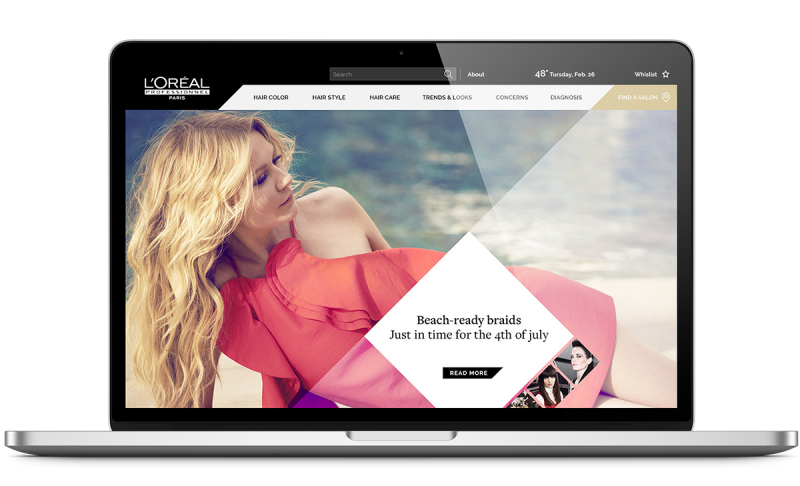 Search
About
48° Tursday, Feb. 26
Whislist
L'ORÉAL
PROFESSIONNEL
PARIS
HAIR COLOR
HAIR STYLE
HAIR CARE
TRENDS & LOOKS
CONCERNS
DIAGNOSIS
FIND A SALON
Beach-ready braids
Just in time for the 4th of july
READ MORE